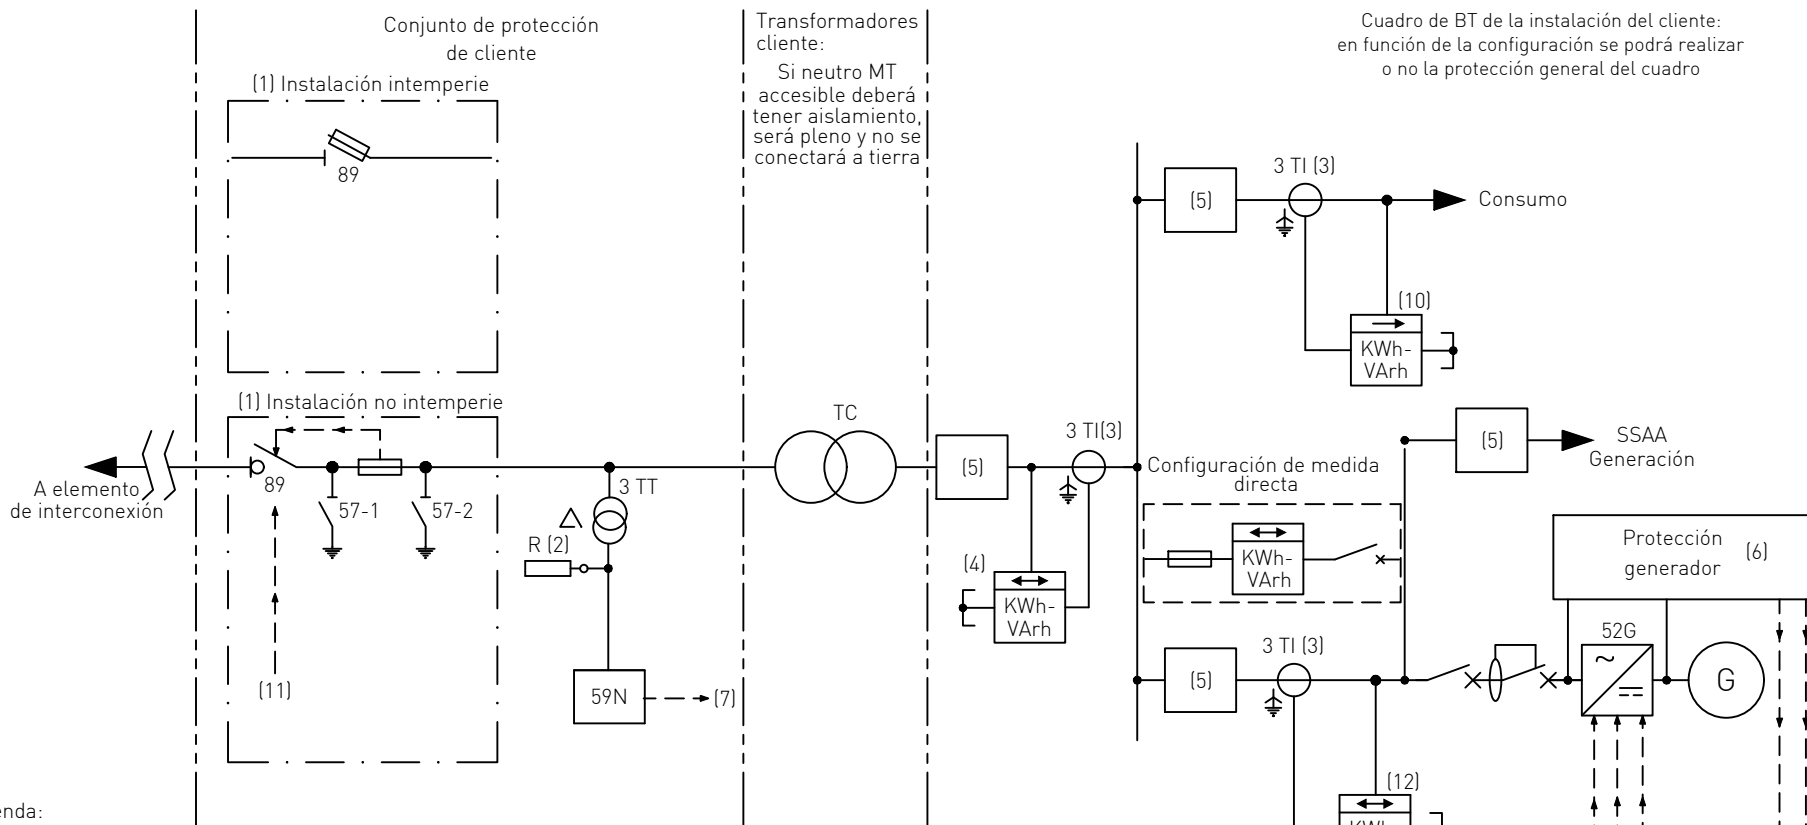 Conjunto de protección
de cliente
(1) Instalación intemperie
89
(1) Instalación no intemperie
89
57-1
57-2
(11)
A elemento
de interconexión
3 TT
R (2)
59N
(7)
Transformadores
cliente:
Si neutro MT
accesible deberá
tener aislamiento,
será pleno y no se
conectará a tierra
TC
Cuadro de BT de la instalación del cliente:
en función de la configuración se podrá realizar
o no la protección general del cuadro
(5)
3 TI (3)
Consumo
(10)
KWh-
VArh
(5)
3 TI(3)
(4)
KWh-
VArh
Configuración de medida
directa
KWh-
VArh
(5)
SSAA
Generación
Protección
generador
(6)
(5)
3 TI (3)
52G
G
(12)
KWh-
enda: